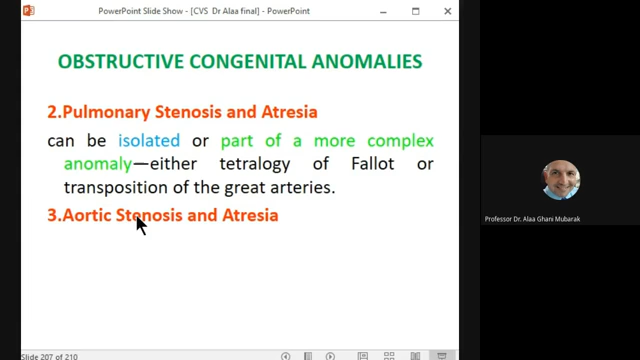 PowerPoint Slide Show - [CVS Dr Alaa final] - PowerPoint
OBSTRUCTIVE CONGENITAL ANOMALIES
2.Pulmonary Stenosis and Atresia
can be isolated or part of a more complex
anomaly—either tetralogy of Fallot or
transposition of the great arteries.
3.Aortic Stenosis and Atresia
Professor Dr. Alaa Ghani Mubarak
Slide 207 of 210